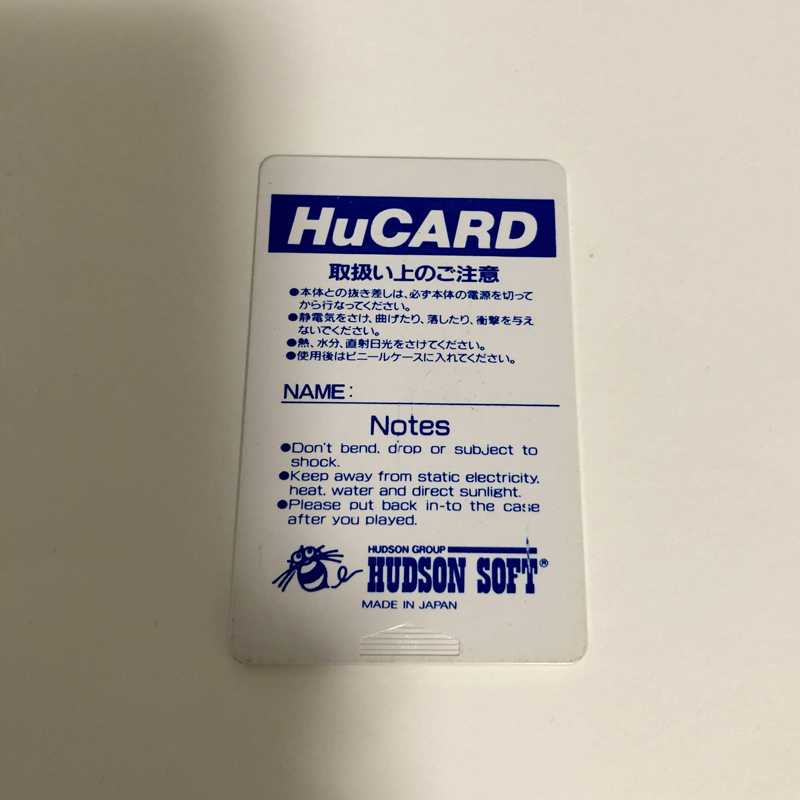 HuCARD
取扱い上のご注意
●本体との抜き差しは、必ず本体の電源を切って
から行なってください。
●静電気をさけ、曲げたり、落したり、衝撃を与え
ないでください。
●熱、水分、直射日光をさけてください。
●使用後はビニールケースに入れてください。
NAME:
Notes
●Don't bend, drop or subject to
shock.
●Keep away from static electricity,
heat, water and direct sunlight.
●Please put back in-to the case
after you played.
HUDSON GROUP
HUDSON SOFT®
MADE IN JAPAN